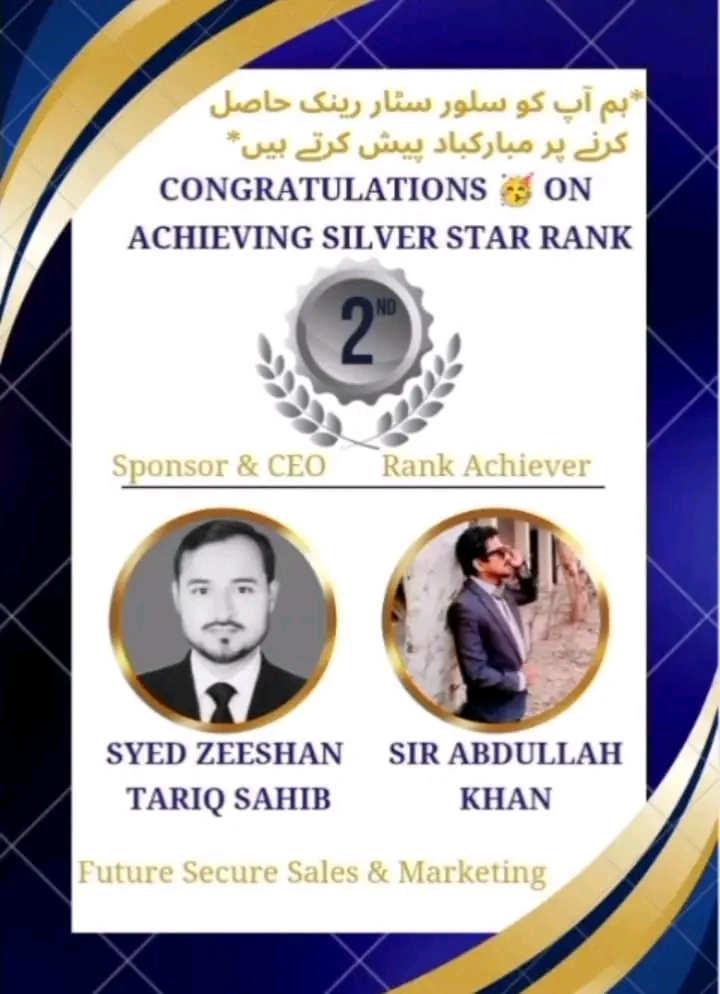 *ہم آپ کو سلور سٹار رینک حاصل
کرنے پر مبارکباد پیش کرتے ہیں*
CONGRATULATIONS 🥳 ON
ACHIEVING SILVER STAR RANK
2ND
Sponsor & CEO Rank Achiever
SYED ZEESHAN SIR ABDULLAH
TARIQ SAHIB KHAN
Future Secure Sales & Marketing